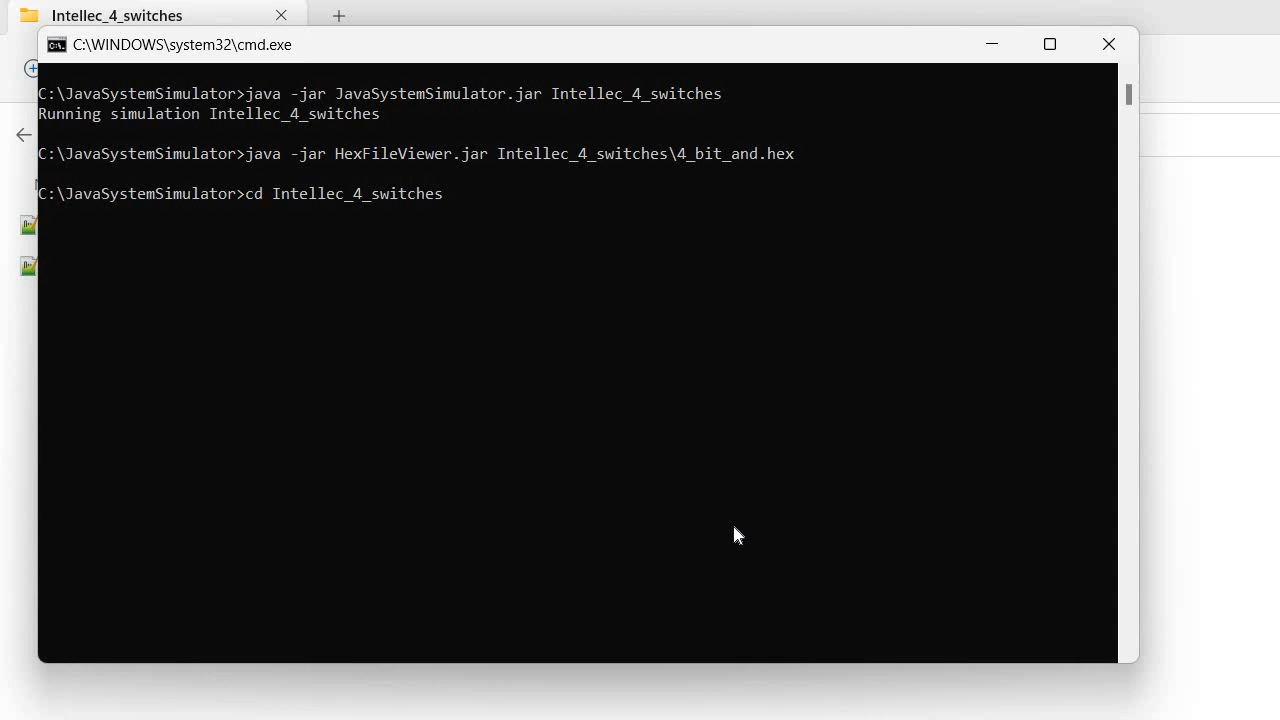 Intellec_4_switches
C:\WINDOWS\system32\cmd.exe
C:\JavaSystemSimulator>java -jar JavaSystemSimulator.jar Intellec_4_switches
Running simulation Intellec_4_switches
C:\JavaSystemSimulator>java -jar HexFileViewer.jar Intellec_4_switches\4_bit_and.hex
C:\JavaSystemSimulator>cd Intellec_4_switches